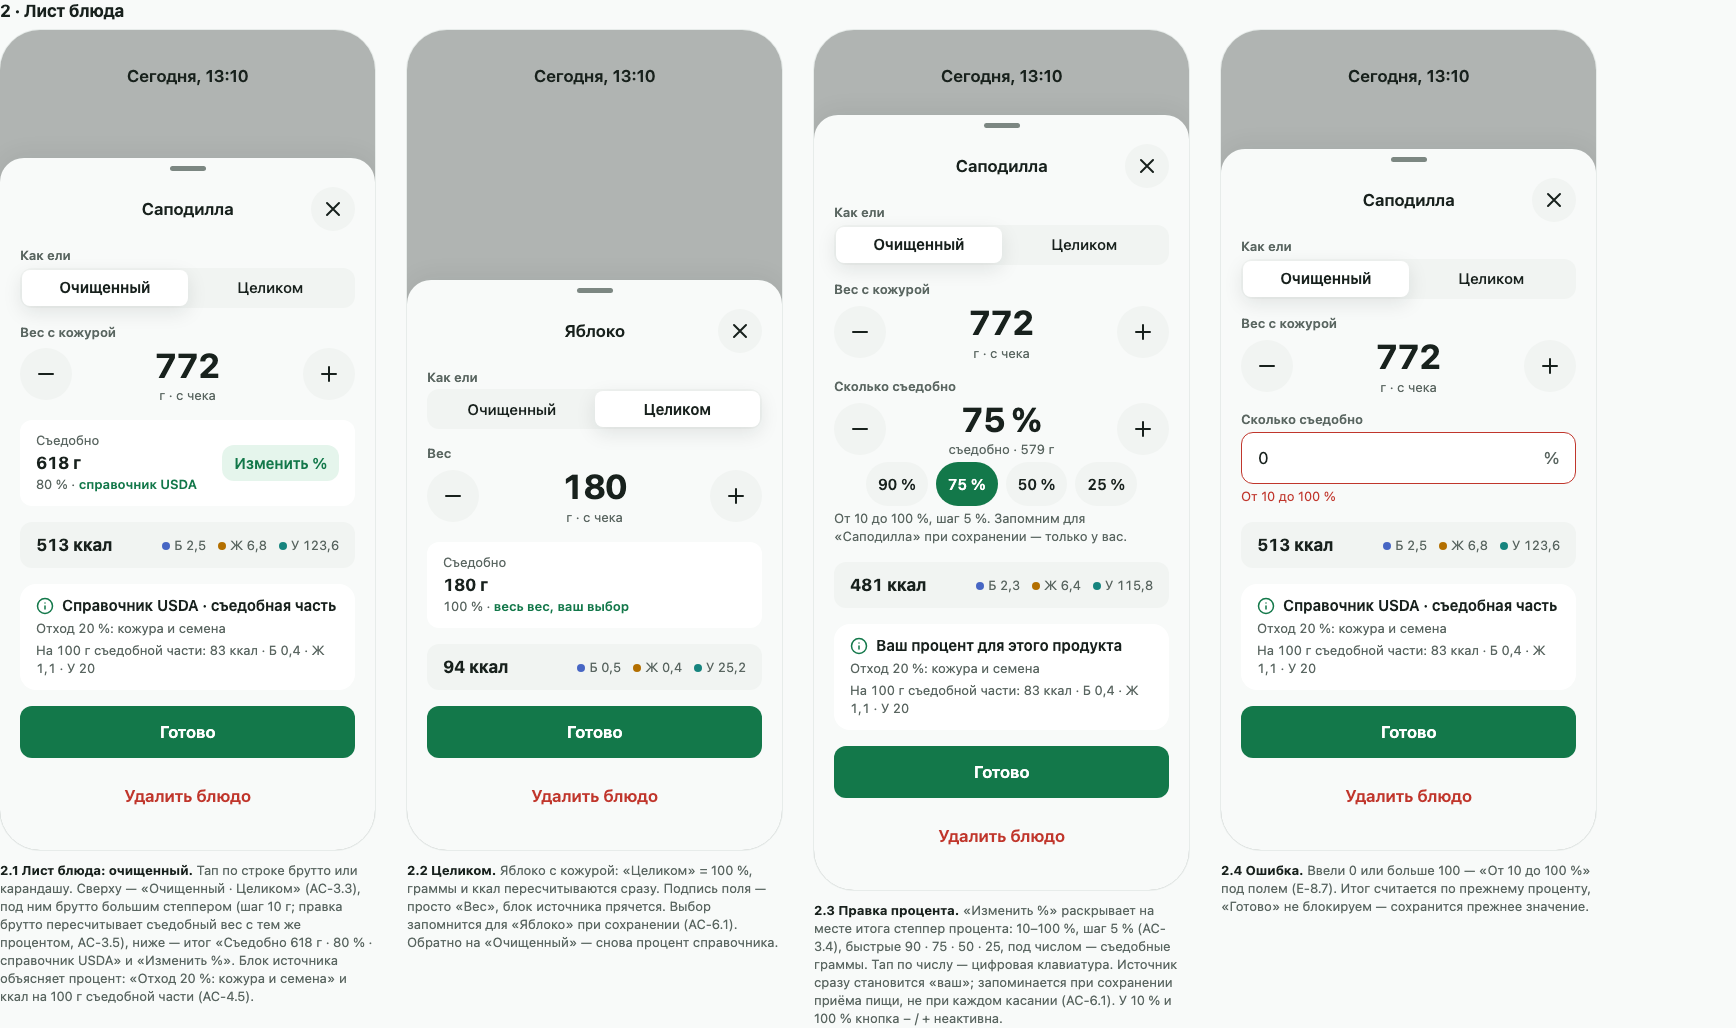 2 · Лист блюда
Сегодня, 13:10
Саподилла
Как ели
Очищенный
Целиком
Вес с кожурой
−
772
+
г · с чека
Съедобно
618 г
80 % · справочник USDA
Изменить %
513 ккал
Б 2,5
Ж 6,8
У 123,6
Справочник USDA · съедобная часть
Отход 20 %: кожура и семена
На 100 г съедобной части: 83 ккал · Б 0,4 · Ж
1,1 · У 20
Готово
Удалить блюдо
2.1 Лист блюда: очищенный. Тап по строке брутто или
карандашу. Сверху — «Очищенный · Целиком» (AC-3.3),
под ним брутто большим степпером (шаг 10 г; правка
брутто пересчитывает съедобный вес с тем же
процентом, AC-3.5), ниже — итог «Съедобно 618 г · 80 % ·
справочник USDA» и «Изменить %». Блок источника
объясняет процент: «Отход 20 %: кожура и семена» и
ккал на 100 г съедобной части (AC-4.5).
Сегодня, 13:10
Яблоко
Как ели
Очищенный
Целиком
Вес
−
180
+
г · с чека
Съедобно
180 г
100 % · весь вес, ваш выбор
94 ккал
Б 0,5
Ж 0,4
У 25,2
Готово
Удалить блюдо
2.2 Целиком. Яблоко с кожурой: «Целиком» = 100 %,
граммы и ккал пересчитываются сразу. Подпись поля —
просто «Вес», блок источника прячется. Выбор
запомнится для «Яблоко» при сохранении (AC-6.1).
Обратно на «Очищенный» — снова процент справочника.
Сегодня, 13:10
Саподилла
Как ели
Очищенный
Целиком
Вес с кожурой
−
772
+
г · с чека
Сколько съедобно
−
75 %
+
съедобно · 579 г
90 %
75 %
50 %
25 %
От 10 до 100 %, шаг 5 %. Запомним для
«Саподилла» при сохранении — только у вас.
481 ккал
Б 2,3
Ж 6,4
У 115,8
Ваш процент для этого продукта
Отход 20 %: кожура и семена
На 100 г съедобной части: 83 ккал · Б 0,4 · Ж
1,1 · У 20
Готово
Удалить блюдо
2.3 Правка процента. «Изменить %» раскрывает на
месте итога степпер процента: 10–100 %, шаг 5 % (AC-
3.4), быстрые 90 · 75 · 50 · 25, под числом — съедобные
граммы. Тап по числу — цифровая клавиатура. Источник
сразу становится «ваш»; запоминается при сохранении
приёма пищи, не при каждом касании (AC-6.1). У 10 % и
100 % кнопка − / + неактивна.
Сегодня, 13:10
Саподилла
Как ели
Очищенный
Целиком
Вес с кожурой
−
772
+
г · с чека
Сколько съедобно
0
%
От 10 до 100 %
513 ккал
Б 2,5
Ж 6,8
У 123,6
Справочник USDA · съедобная часть
Отход 20 %: кожура и семена
На 100 г съедобной части: 83 ккал · Б 0,4 · Ж
1,1 · У 20
Готово
Удалить блюдо
2.4 Ошибка. Ввели 0 или больше 100 — «От 10 до 100 %»
под полем (E-8.7). Итог считается по прежнему проценту,
«Готово» не блокируем — сохранится прежнее значение.